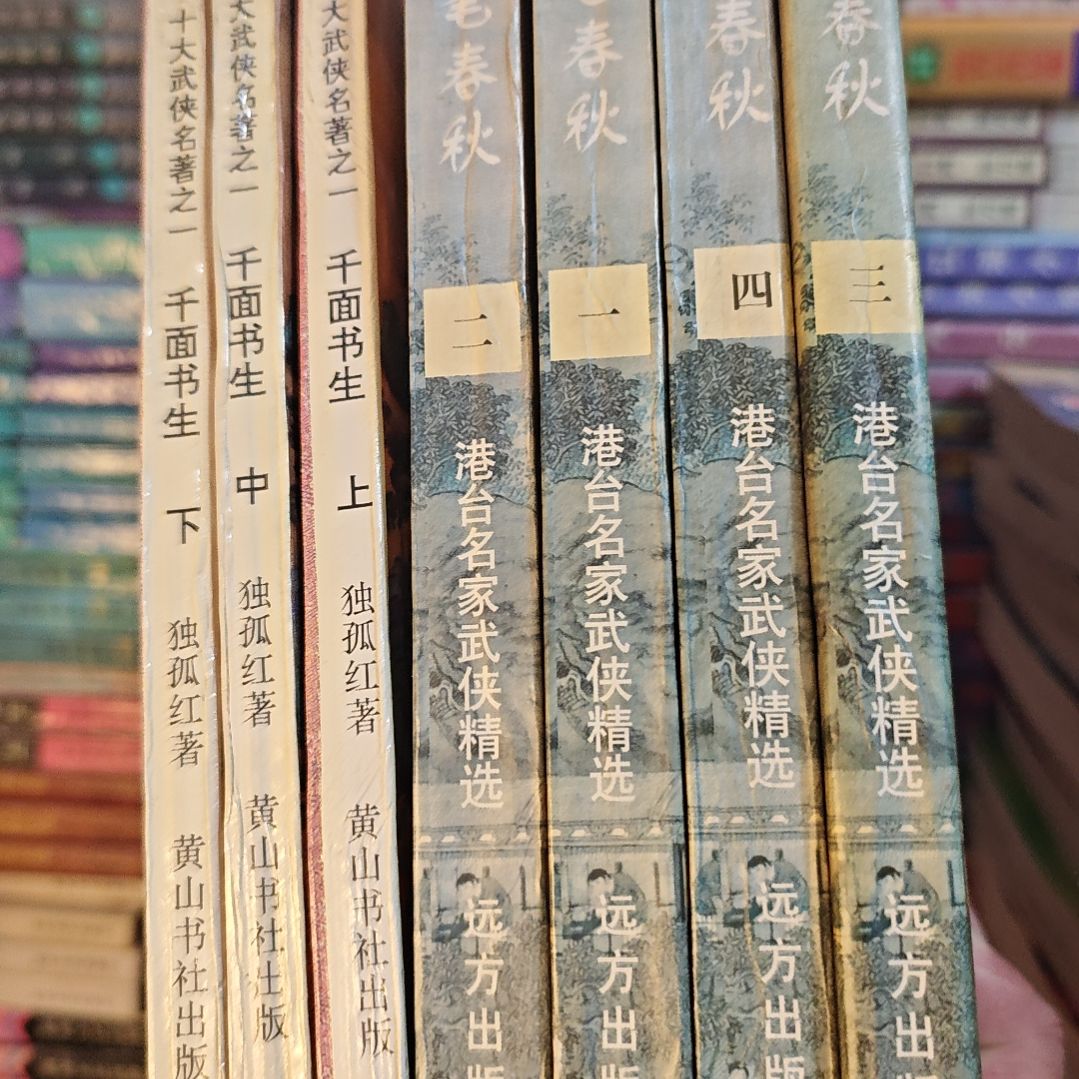 十大武侠名著之一 千面书生 下 独孤红著 黄山书社出版
大武侠名著之一 千面书生 中 独孤红著 黄山书社出版
大武侠名著之一 千面书生 上 独孤红著 黄山书社出版
春秋 二 港台名家武侠精选 远方出版
春秋 一 港台名家武侠精选 远方出版
春秋 四 港台名家武侠精选 远方出版
春秋 三 港台名家武侠精选 远方出版